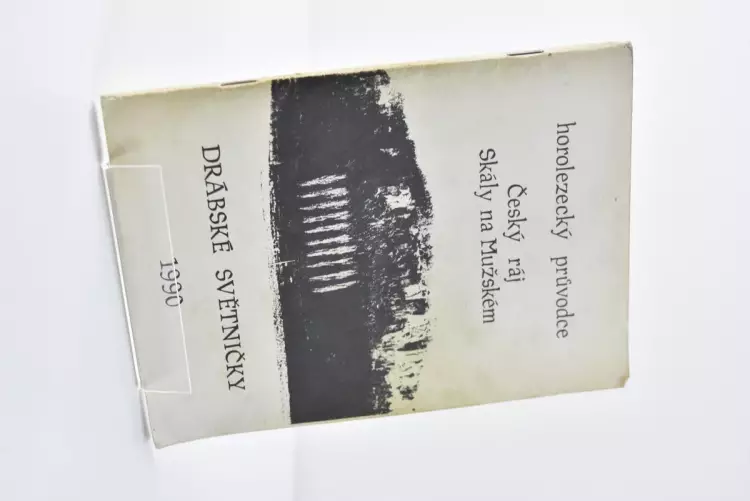 horolezecký průvodce
Český ráj
Skály na Mužském
DRÁBSKÉ SVĚTNIČKY
1990